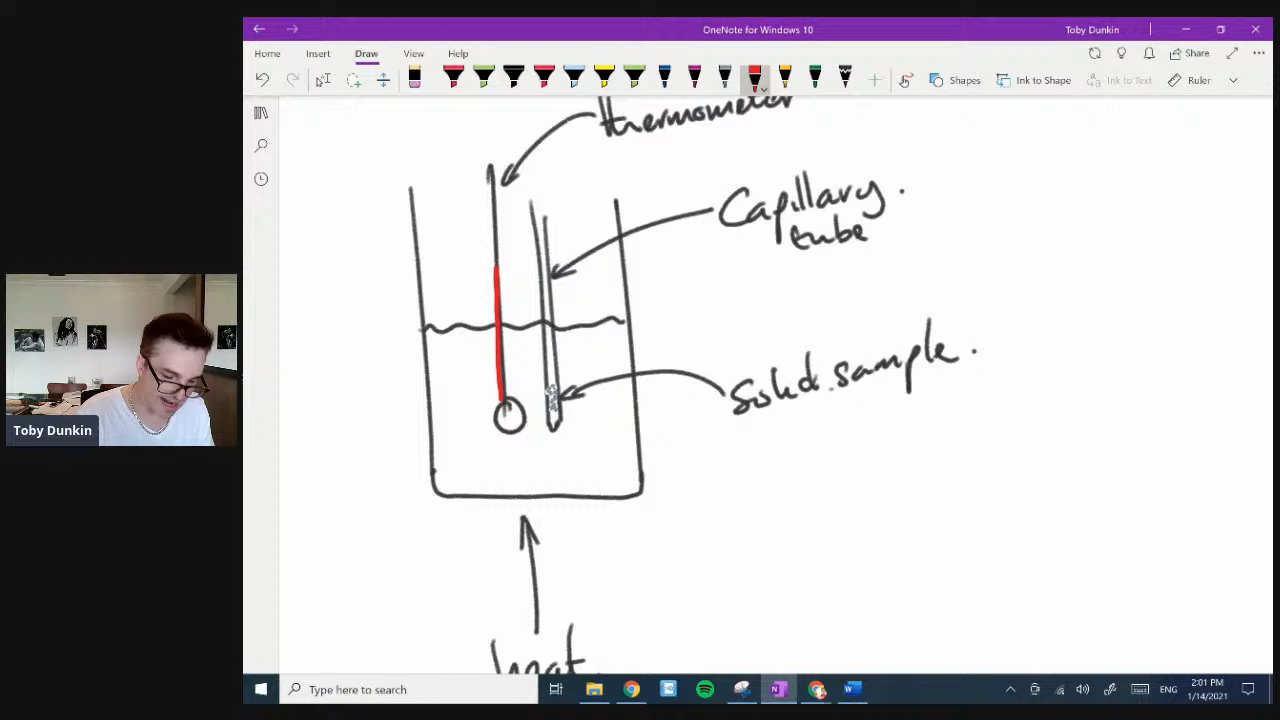 OneNote for Windows 10
Toby Dunkin
Home Insert Draw View Help
Share
Shapes
Ink to Shape
Ink to Text
Ruler
thermometer
Capillary.
tube
Solid sample.
Toby Dunkin
heat
Type here to search
ENG
2:01 PM
1/14/2021